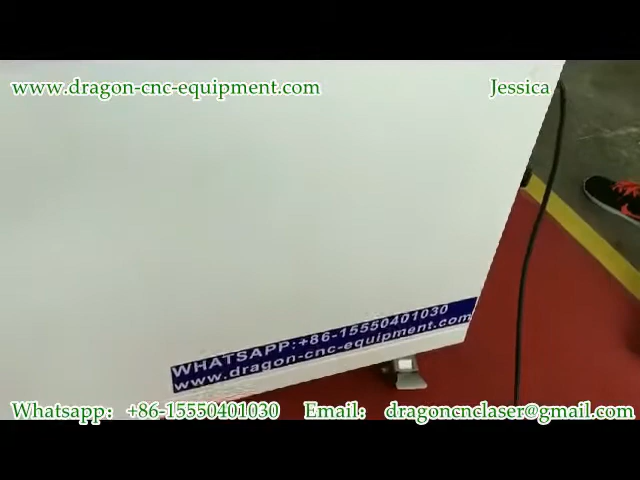 www.dragon-cnc-equipment.com
Jessica
WHATSAPP:+86-15550401030
www.dragon-cnc-equipment.com
Whatsapp： +86-15550401030 Email： dragoncnclaser@gmail.com